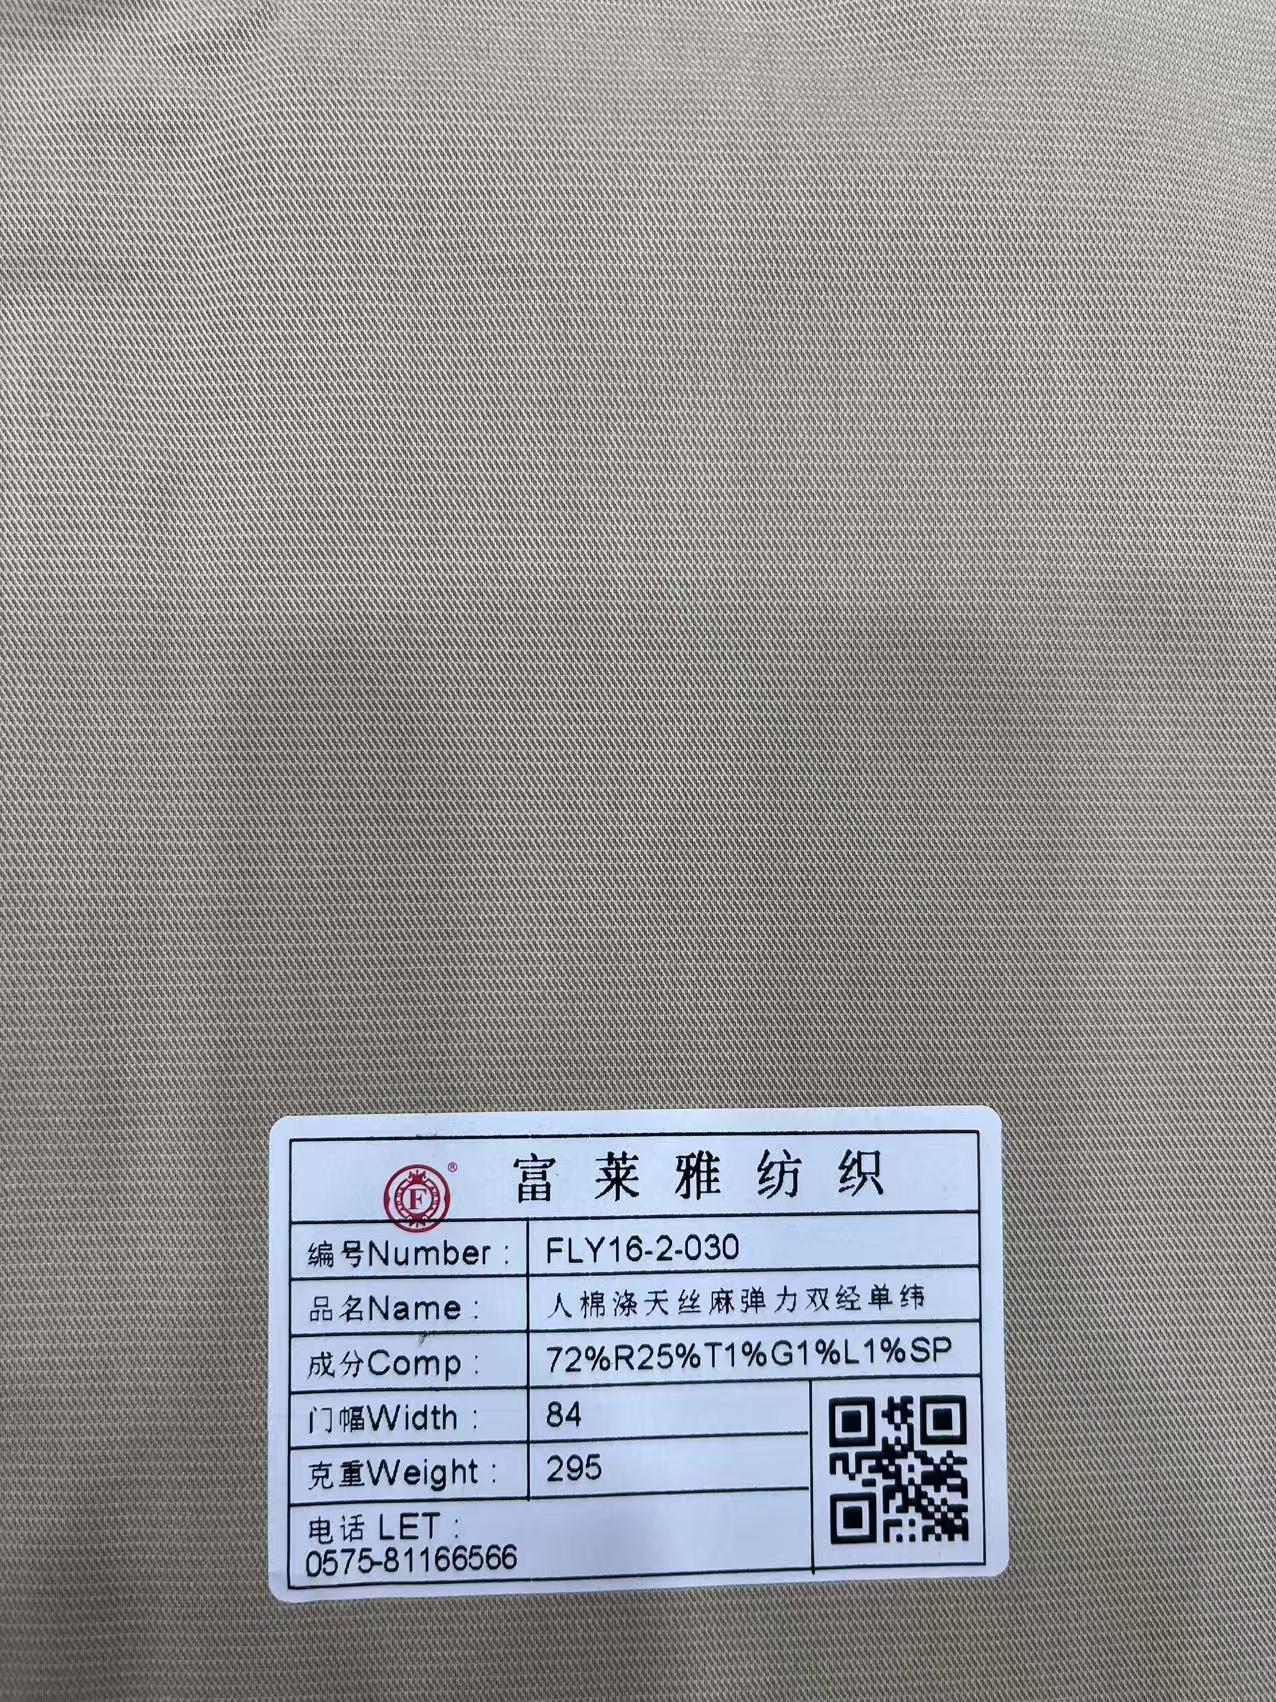 富莱雅纺织
F
®
编号Number : FLY16-2-030
品名Name : 人棉涤天丝麻弹力双经单纬
成分Comp : 72%R25%T1%G1%L1%SP
门幅Width : 84
克重Weight : 295
电话 LET :
0575-81166566